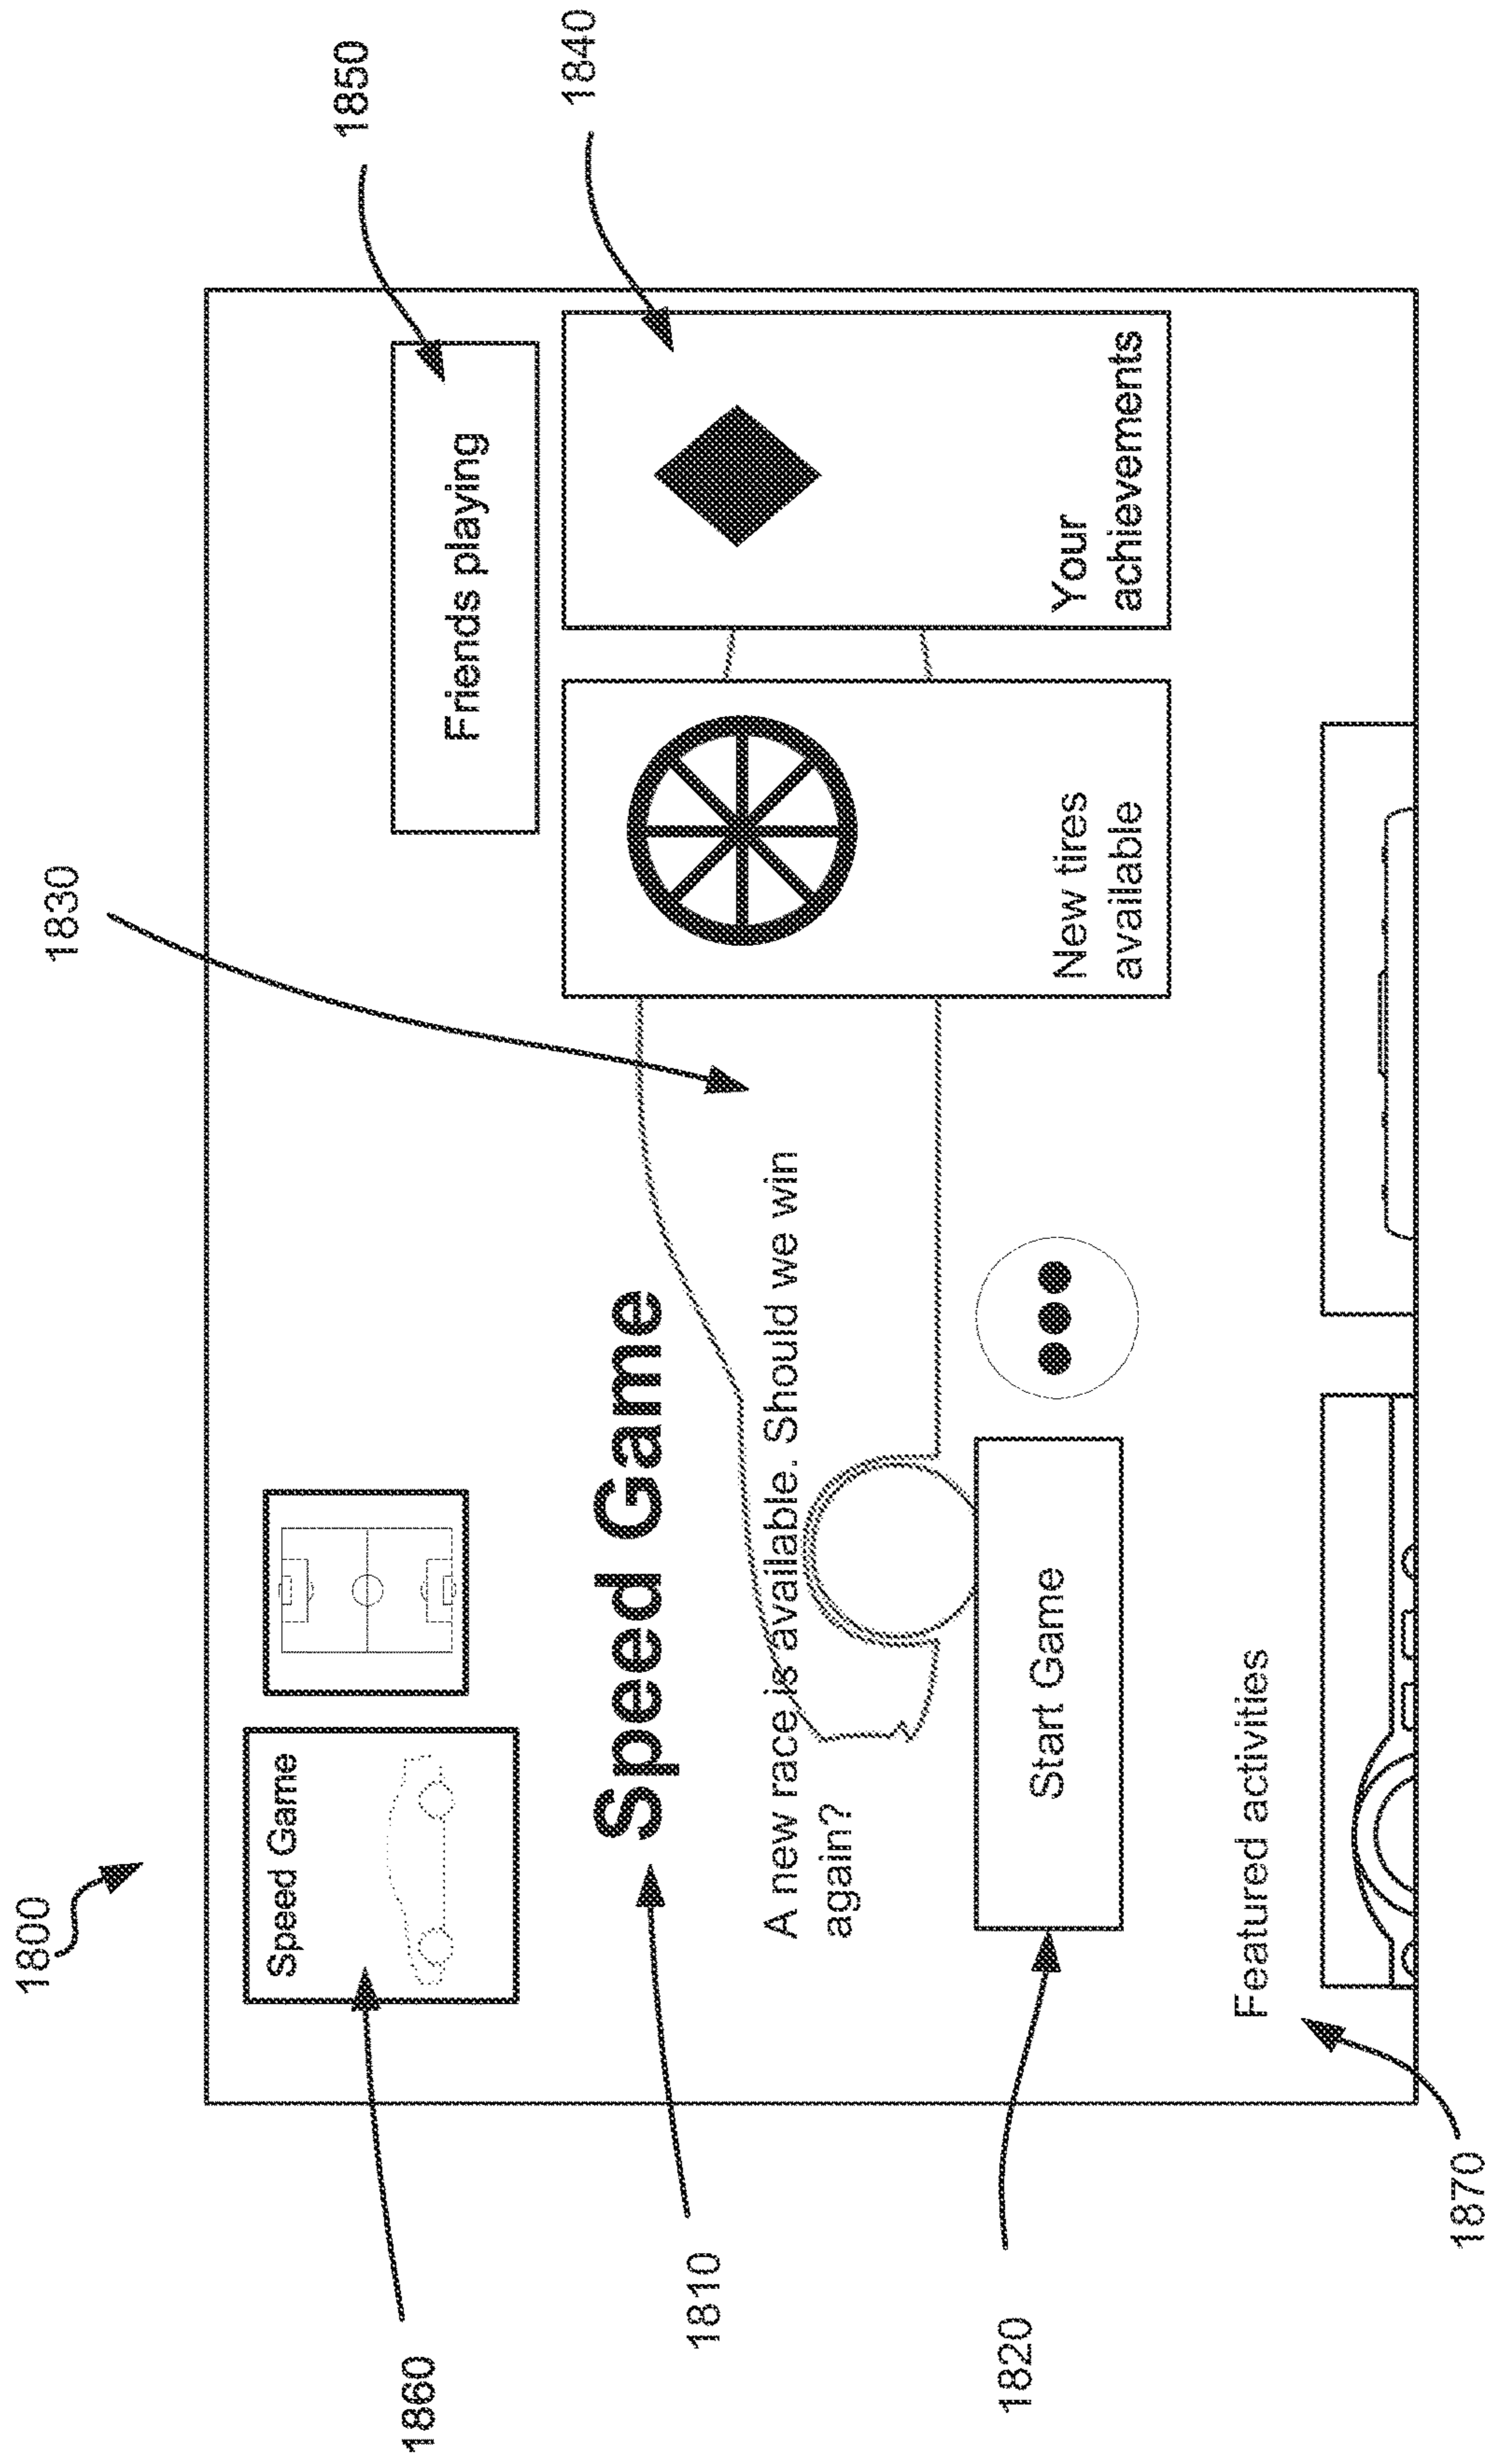 1800
1830
1850
1840
1860
1810
1820
1870
Speed Game
Friends playing
Speed Game
A new race is available. Should we win
again?
Start Game
New tires
available
Your
achievements
Featured activities